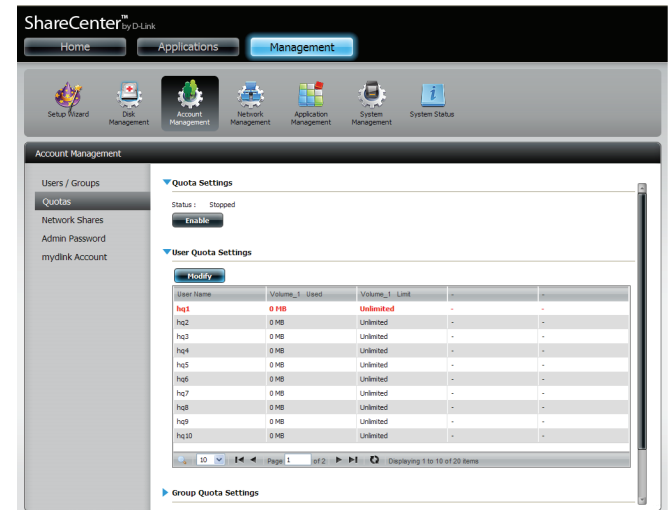 ShareCenter™ by D-Link
Home Applications Management
Setup Wizard Disk Management Account Management Network Management Application Management System Management System Status
Account Management
Users / Groups
Quotas
Network Shares
Admin Password
mydlink Account
Quota Settings
Status : Stopped
Enable
User Quota Settings
Modify
User Name Volume_1 Used Volume_1 Limit - -
hq1 0 MB Unlimited - -
hq2 0 MB Unlimited - -
hq3 0 MB Unlimited - -
hq4 0 MB Unlimited - -
hq5 0 MB Unlimited - -
hq6 0 MB Unlimited - -
hq7 0 MB Unlimited - -
hq8 0 MB Unlimited - -
hq9 0 MB Unlimited - -
hq10 0 MB Unlimited - -
10 Page 1 of 2 Displaying 1 to 10 of 20 items
Group Quota Settings